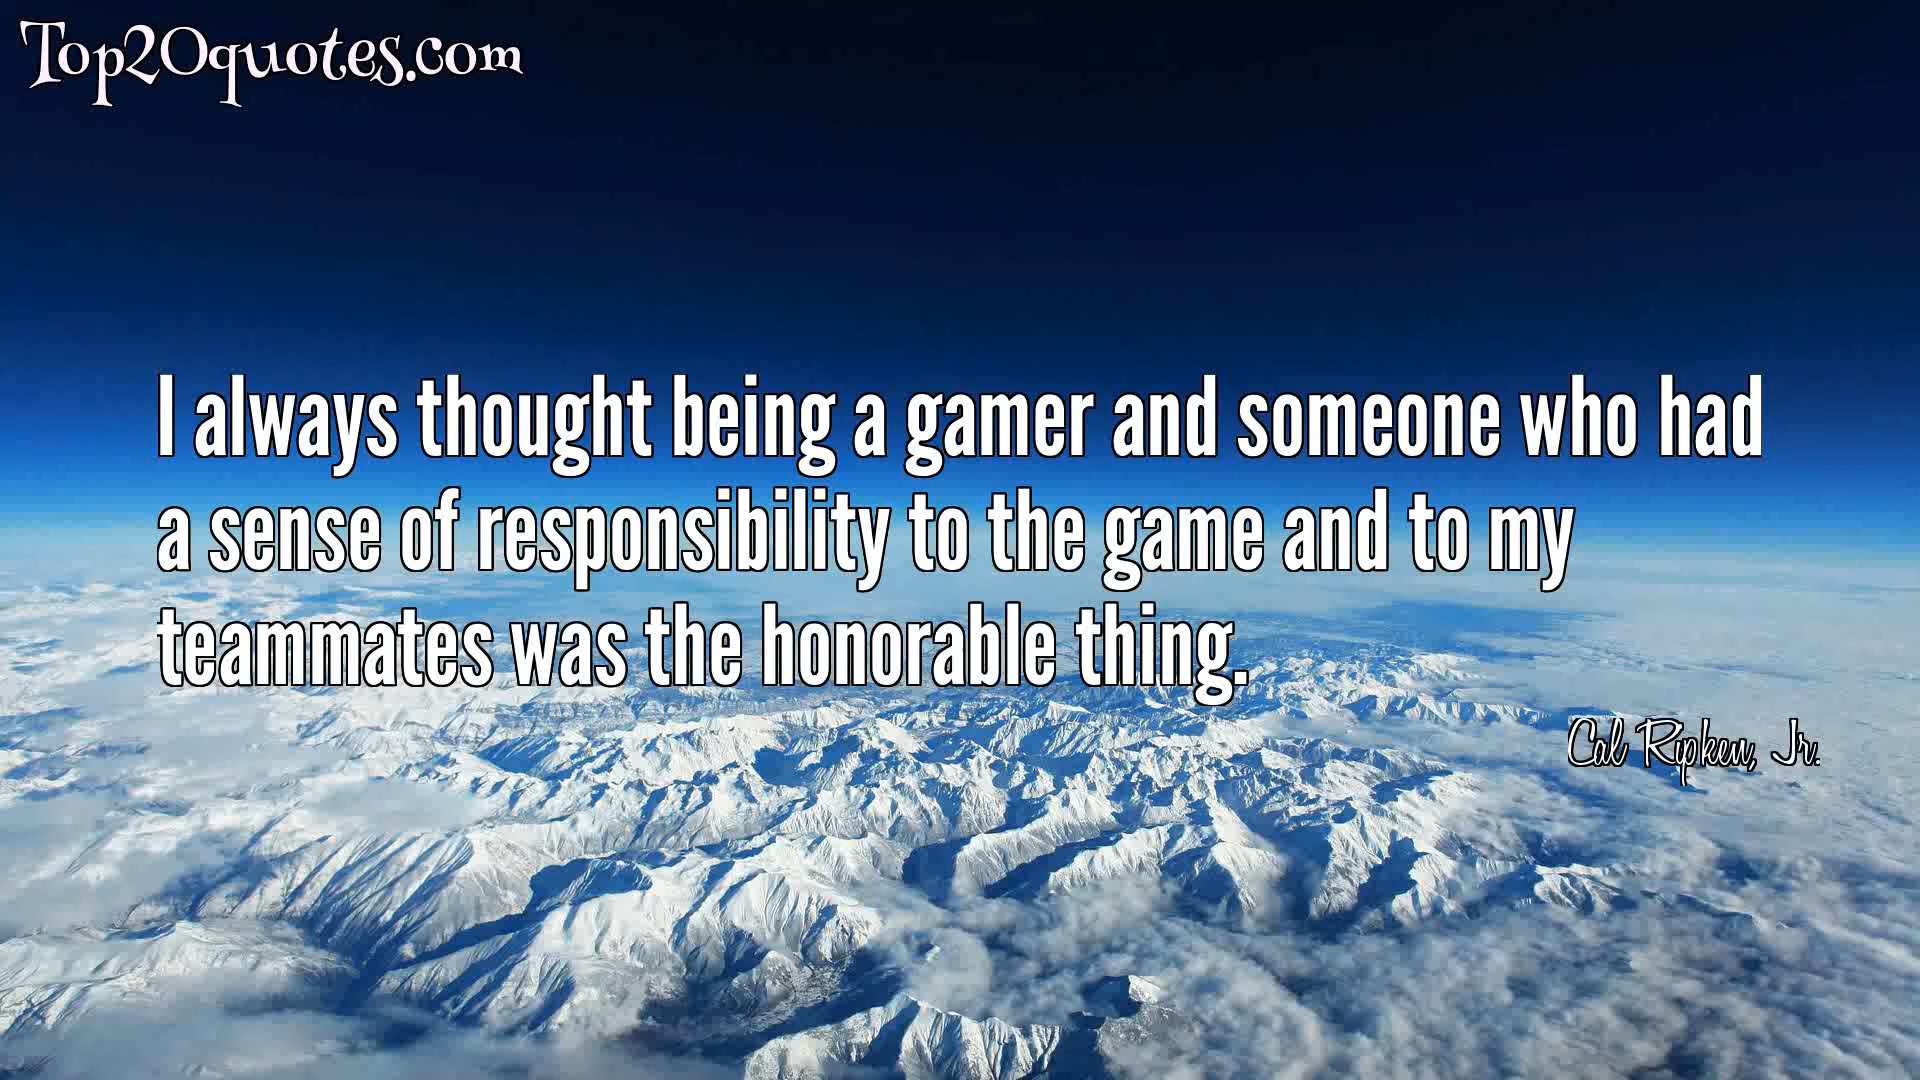 Top20quotes.com
I always thought being a gamer and someone who had
a sense of responsibility to the game and to my
teammates was the honorable thing.
Cal Ripken, Jr.